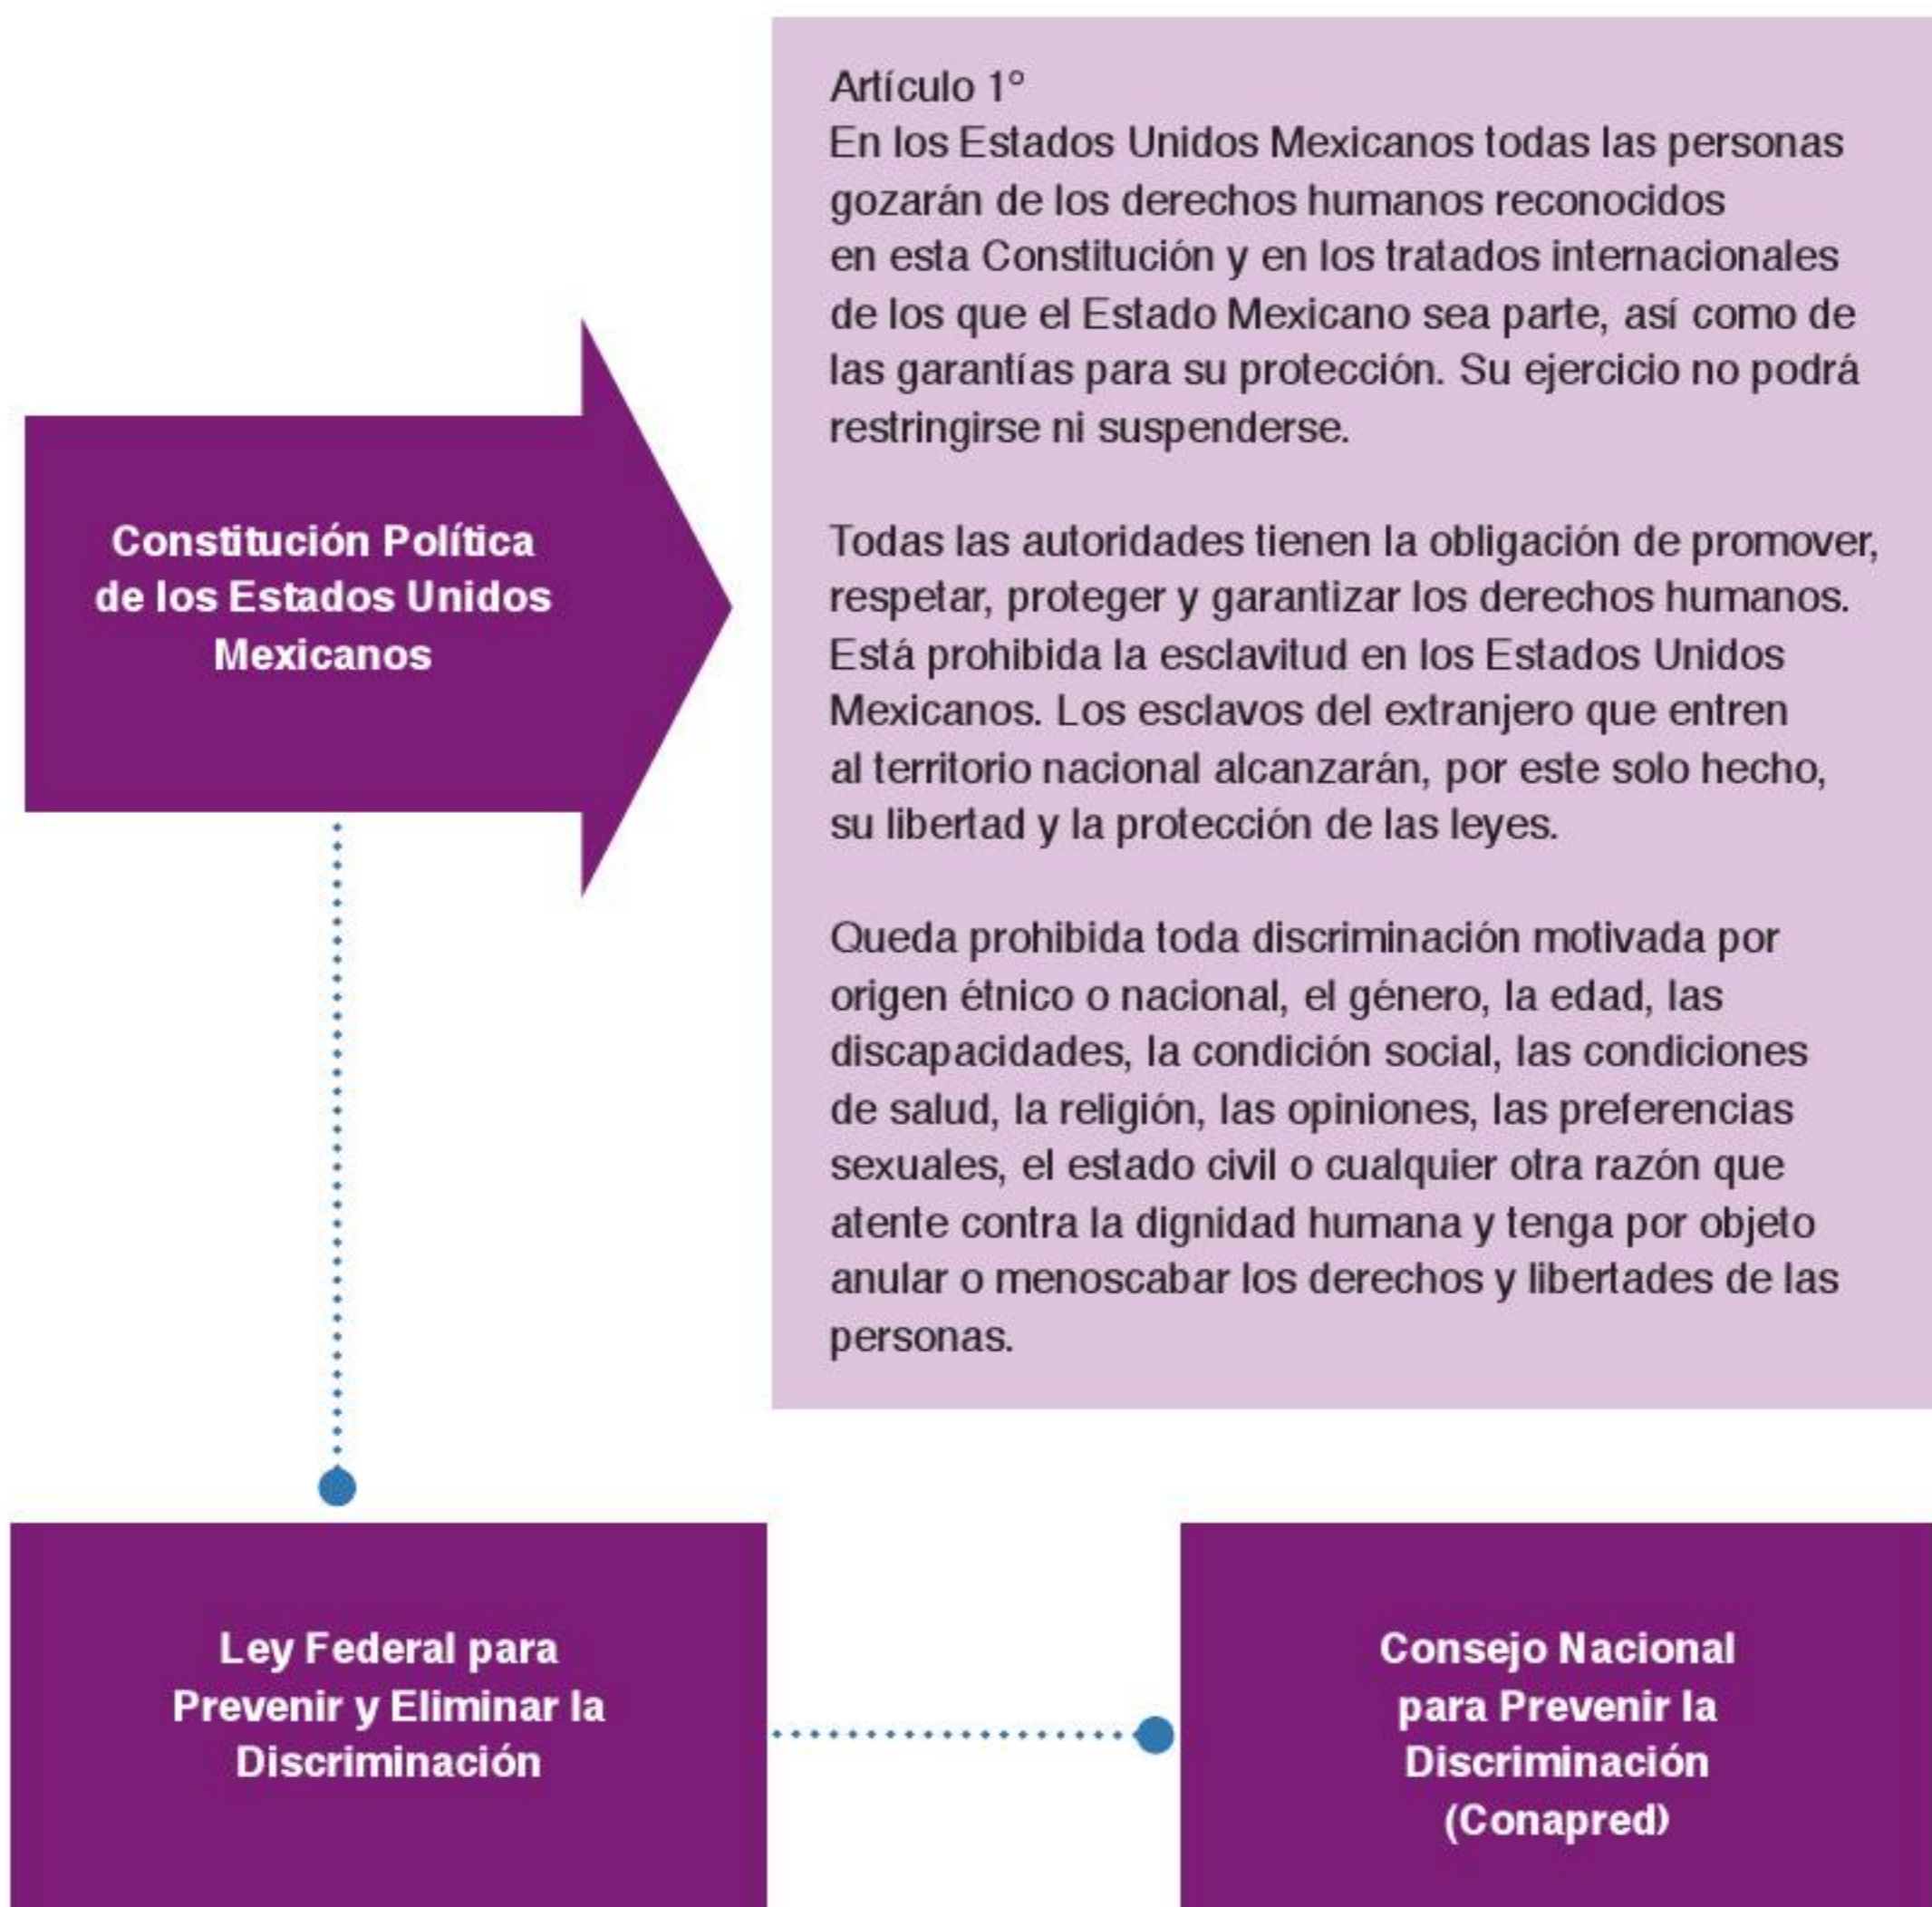 Artículo 1°
En los Estados Unidos Mexicanos todas las personas
gozarán de los derechos humanos reconocidos
en esta Constitución y en los tratados internacionales
de los que el Estado Mexicano sea parte, así como de
las garantías para su protección. Su ejercicio no podrá
restringirse ni suspenderse.
Todas las autoridades tienen la obligación de promover,
respetar, proteger y garantizar los derechos humanos.
Está prohibida la esclavitud en los Estados Unidos
Mexicanos. Los esclavos del extranjero que entren
al territorio nacional alcanzarán, por este solo hecho,
su libertad y la protección de las leyes.
Queda prohibida toda discriminación motivada por
origen étnico o nacional, el género, la edad, las
discapacidades, la condición social, las condiciones
de salud, la religión, las opiniones, las preferencias
sexuales, el estado civil o cualquier otra razón que
atente contra la dignidad humana y tenga por objeto
anular o menoscabar los derechos y libertades de las
personas.
Constitución Política
de los Estados Unidos
Mexicanos
Ley Federal para
Prevenir y Eliminar la
Discriminación
Consejo Nacional
para Prevenir la
Discriminación
(Conapred)